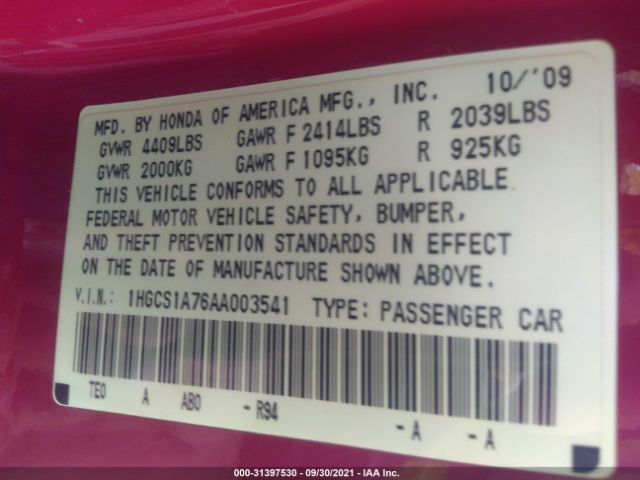 MFD. BY HONDA OF AMERICA MFG., INC. 10/'09
GVWR 4409LBS GAWR F 2414LBS R 2039LBS
GVWR 2000KG GAWR F 1095KG R 925KG
THIS VEHICLE CONFORMS TO ALL APPLICABLE
FEDERAL MOTOR VEHICLE SAFETY, BUMPER,
AND THEFT PREVENTION STANDARDS IN EFFECT
ON THE DATE OF MANUFACTURE SHOWN ABOVE.
V.I.N.: 1HGCS1A76AA003541 TYPE: PASSENGER CAR
TE0 A AB0 - R94 - A - A
000-31397530 - 09/30/2021 - IAA Inc.